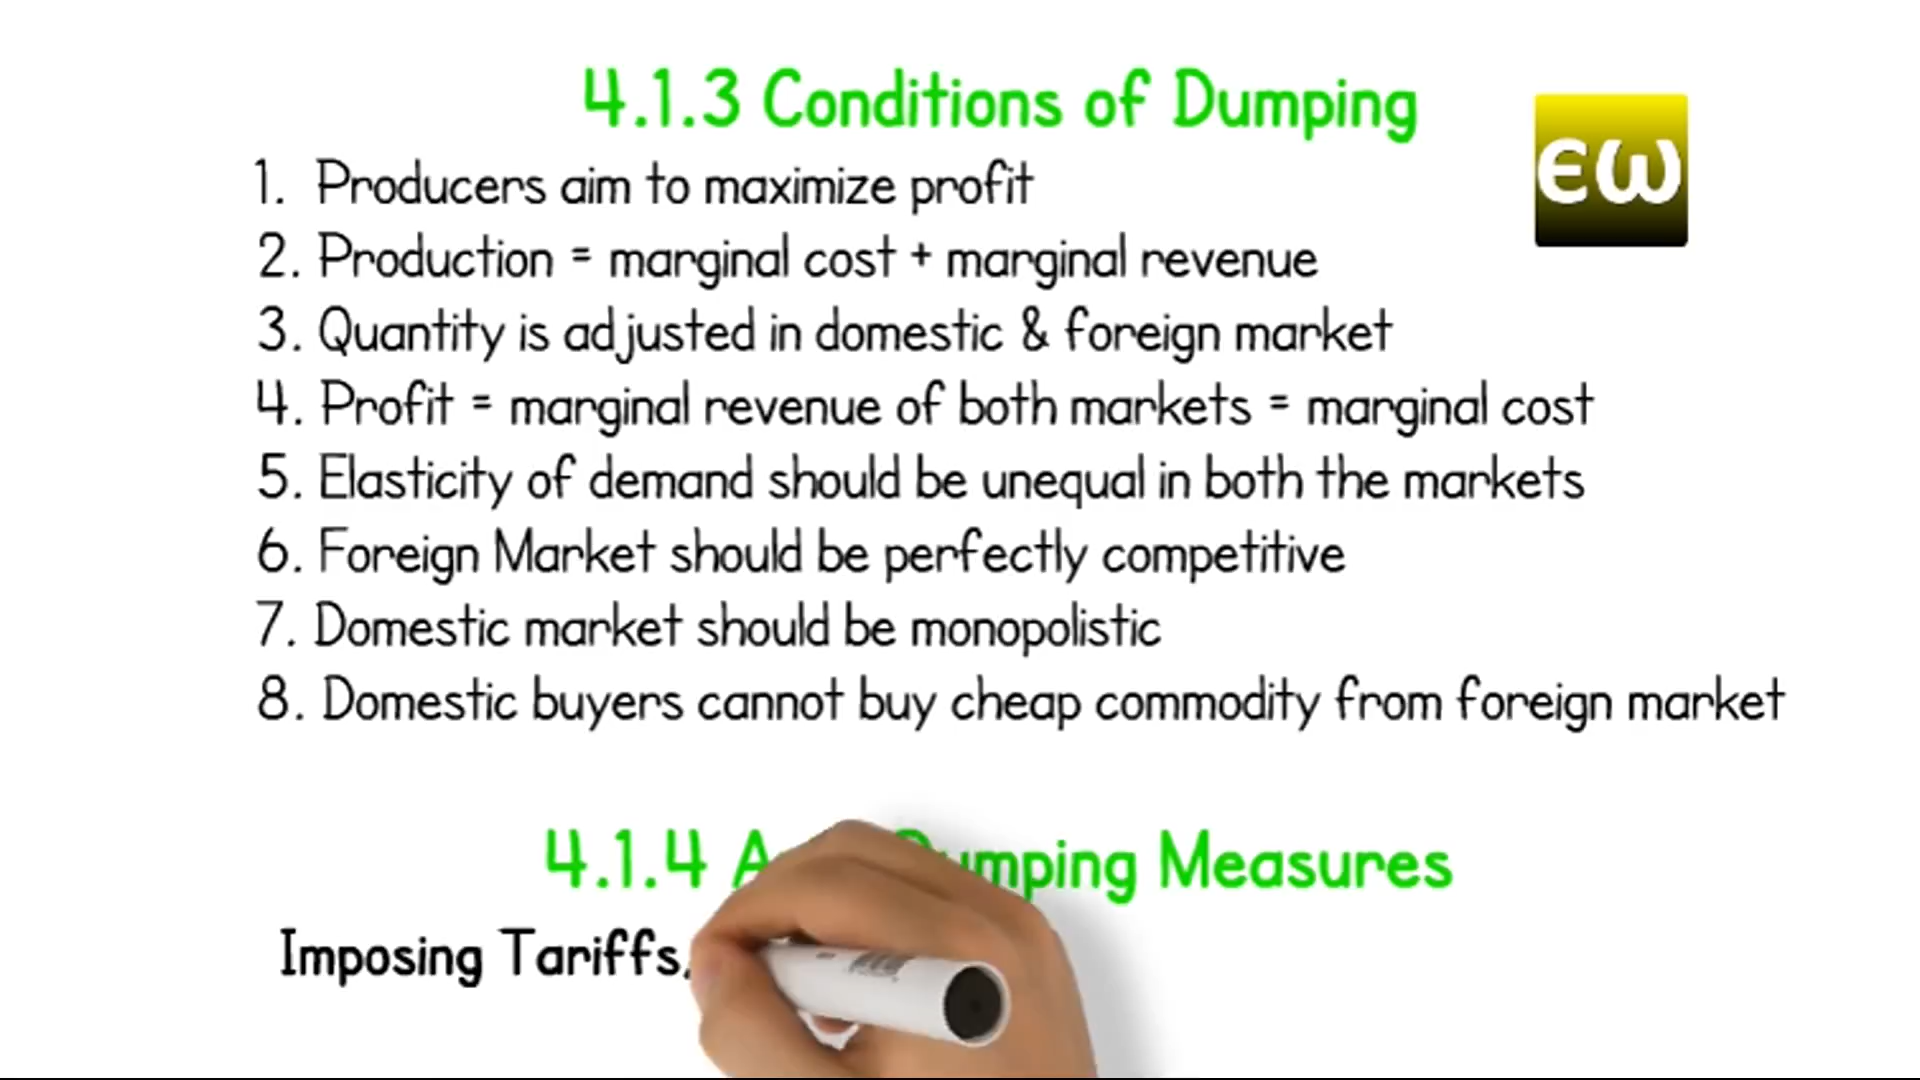 4.1.3 Conditions of Dumping
ϵω
1. Producers aim to maximize profit
2. Production = marginal cost + marginal revenue
3. Quantity is adjusted in domestic & foreign market
4. Profit = marginal revenue of both markets = marginal cost
5. Elasticity of demand should be unequal in both the markets
6. Foreign Market should be perfectly competitive
7. Domestic market should be monopolistic
8. Domestic buyers cannot buy cheap commodity from foreign market
4.1.4 Dumping Measures
Imposing Tariffs,